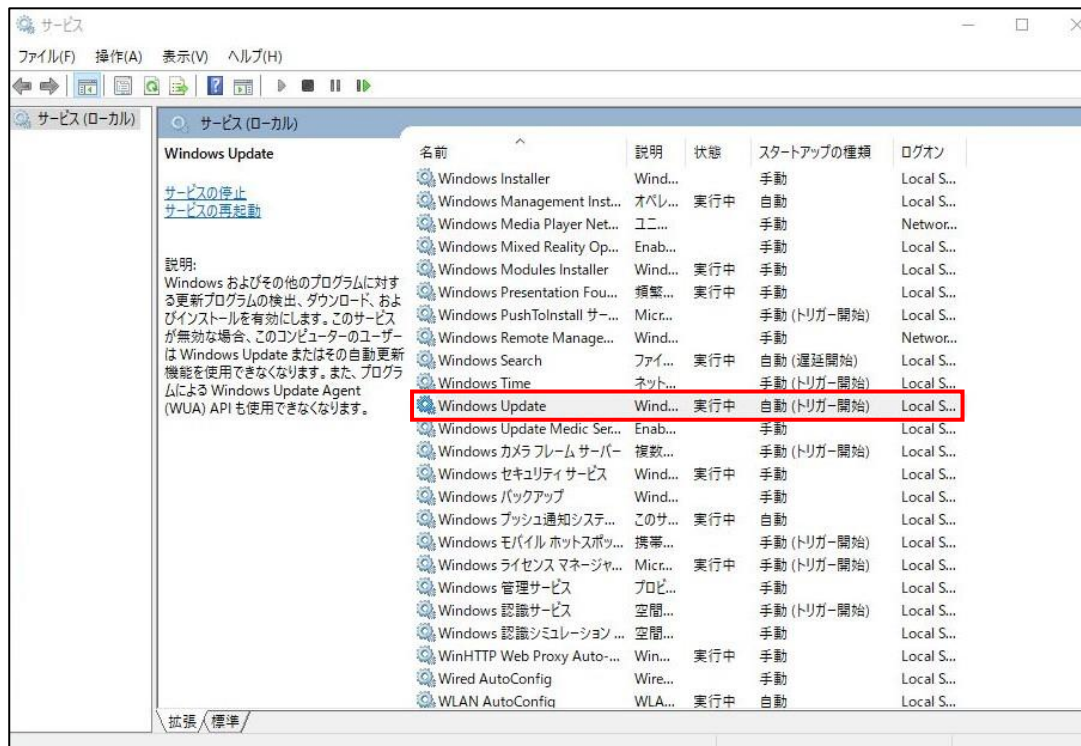 サービス
ファイル(F) 操作(A) 表示(V) ヘルプ(H)
サービス (ローカル)
サービス (ローカル)
Windows Update
サービスの停止
サービスの再起動
説明:
Windows およびその他のプログラムに対す
る更新プログラムの検出、ダウンロード、およ
びインストールを有効にします。このサービス
が無効な場合、このコンピューターのユーザー
は Windows Update またはその自動更新
機能を使用できなくなります。また、プログラ
ムによる Windows Update Agent
(WUA) API も使用できなくなります。
名前 説明 状態 スタートアップの種類 ログオン
Windows Installer Wind... 手動 Local S...
Windows Management Inst... オペレ... 実行中 自動 Local S...
Windows Media Player Net... ユニ... 手動 Networ...
Windows Mixed Reality Op... Enab... 手動 Local S...
Windows Modules Installer Wind... 実行中 手動 Local S...
Windows Presentation Fou... 頻繁... 実行中 手動 Local S...
Windows PushToInstall サー... Micr... 手動 (トリガー開始) Local S...
Windows Remote Manage... Wind... 手動 Networ...
Windows Search ファイ... 実行中 自動 (遅延開始) Local S...
Windows Time ネット... 手動 (トリガー開始) Local S...
Windows Update Wind... 実行中 自動 (トリガー開始) Local S...
Windows Update Medic Ser... Enab... 手動 Local S...
Windows カメラ フレーム サーバー 複数... 手動 (トリガー開始) Local S...
Windows セキュリティ サービス Wind... 実行中 手動 Local S...
Windows バックアップ Wind... 手動 Local S...
Windows プッシュ通知システ... このサ... 実行中 自動 Local S...
Windows モバイル ホットスポッ... 携帯... 手動 (トリガー開始) Local S...
Windows ライセンス マネージャ... Micr... 実行中 手動 (トリガー開始) Local S...
Windows 管理サービス プロビ... 手動 Local S...
Windows 認識サービス 空間... 手動 (トリガー開始) Local S...
Windows 認識シミュレーション ... 空間... 手動 Local S...
WinHTTP Web Proxy Auto-... Win... 実行中 手動 Local S...
Wired AutoConfig Wire... 手動 Local S...
WLAN AutoConfig WLA... 実行中 自動 Local S...
拡張 標準